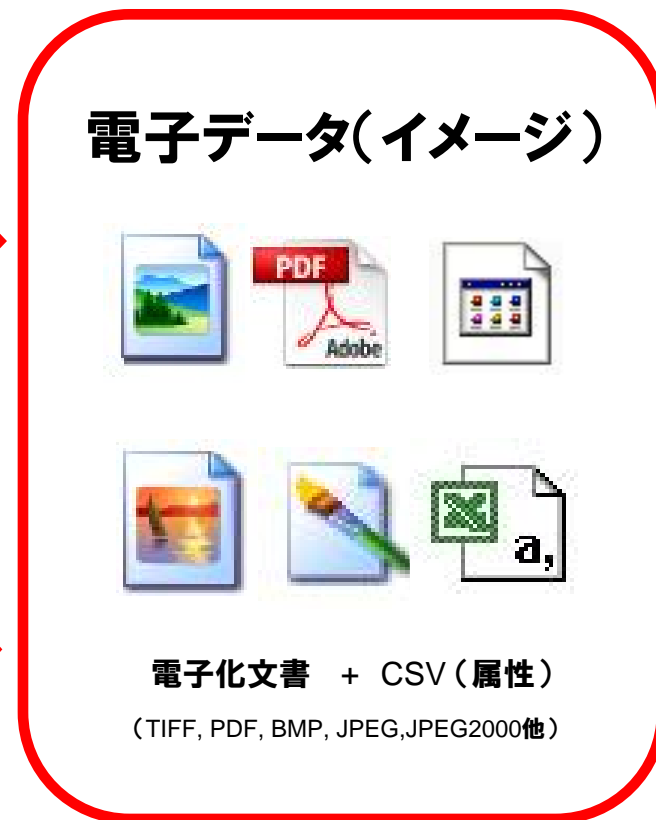 電子データ(イメージ)
PDF
Adobe
a,
電子化文書 + CSV(属性)
(TIFF, PDF, BMP, JPEG,JPEG2000他)